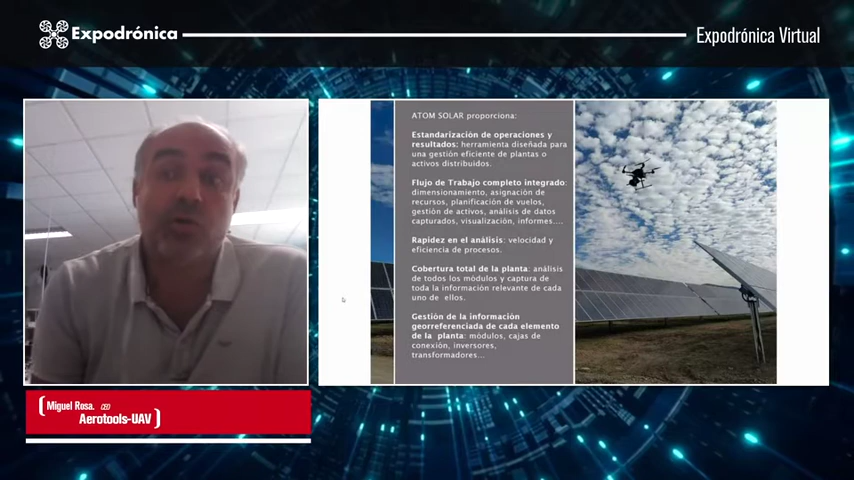 Expodrónica
Expodrónica Virtual
ATOM SOLAR proporciona:
Estandarización de operaciones y
resultados: herramienta diseñada para
una gestión eficiente de plantas o
activos distribuidos.
Flujo de Trabajo completo integrado:
dimensionamiento, asignación de
recursos, planificación de vuelos,
gestión de activos, análisis de datos
capturados, visualización, informes....
Rapidez en el análisis: velocidad y
eficiencia de procesos.
Cobertura total de la planta: análisis
de todos los módulos y captura de
toda la información relevante de cada
uno de ellos.
Gestión de la información
georreferenciada de cada elemento
de la planta: módulos, cajas de
conexión, inversores,
transformadores...
Miguel Rosa. CEO
Aerotools-UAV